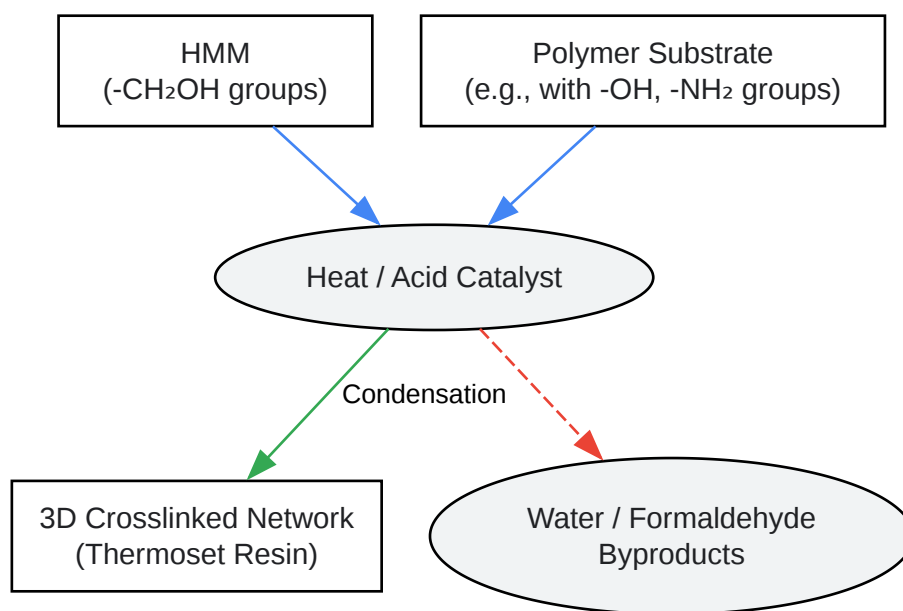 HMM
(-CH₂OH groups)
Polymer Substrate
(e.g., with -OH, -NH₂ groups)
Heat / Acid Catalyst
Condensation
3D Crosslinked Network
(Thermoset Resin)
Water / Formaldehyde
Byproducts